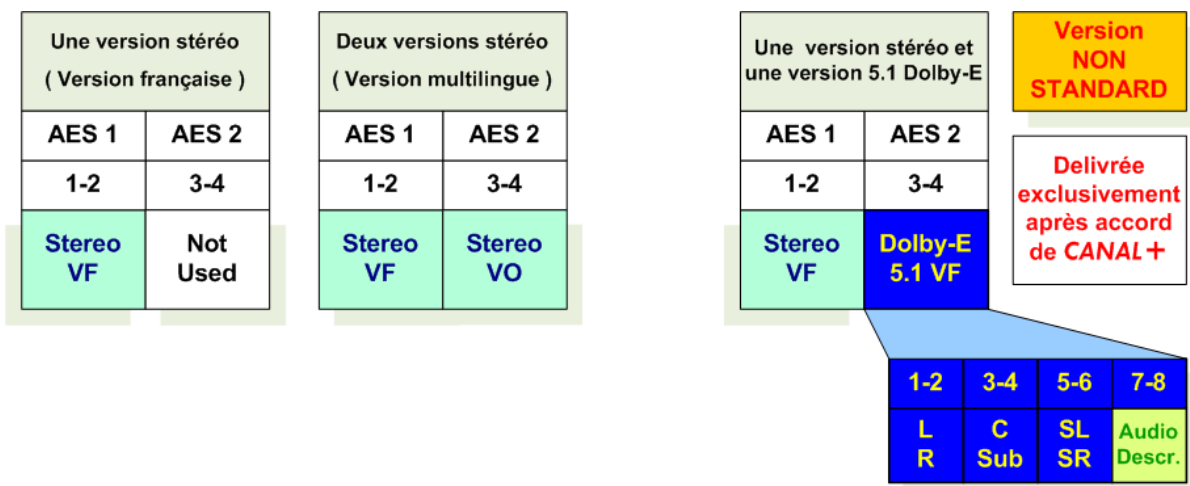 Une version stéréo
( Version française )
AES 1
AES 2
1-2
3-4
Stereo
VF
Not
Used
Deux versions stéréo
( Version multilingue )
AES 1
AES 2
1-2
3-4
Stereo
VF
Stereo
VO
Une version stéréo et
une version 5.1 Dolby-E
AES 1
AES 2
1-2
3-4
Stereo
VF
Dolby-E
5.1 VF
Version
NON
STANDARD
Delivrée
exclusivement
après accord
de CANAL+
1-2
3-4
5-6
7-8
L
R
C
Sub
SL
SR
Audio
Descr.